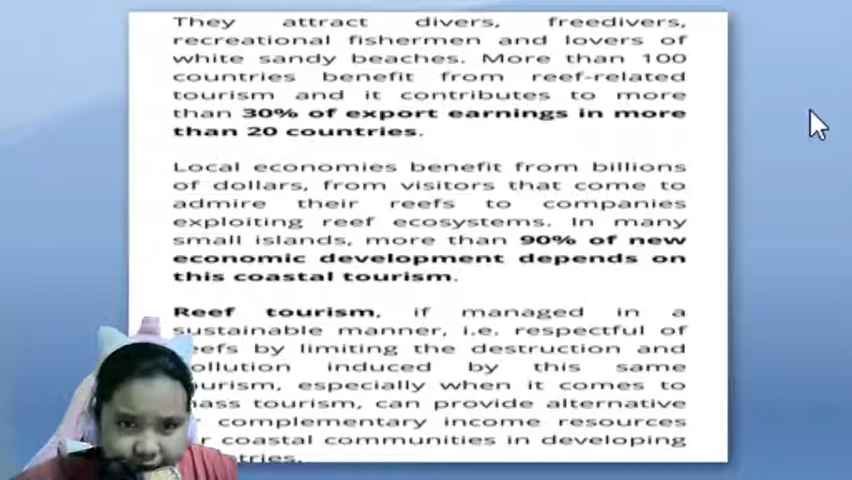 They attract divers, freedivers,
recreational fishermen and lovers of
white sandy beaches. More than 100
countries benefit from reef-related
tourism and it contributes to more
than 30% of export earnings in more
than 20 countries.
Local economies benefit from billions
of dollars, from visitors that come to
admire their reefs to companies
exploiting reef ecosystems. In many
small islands, more than 90% of new
economic development depends on
this coastal tourism.
Reef tourism, if managed in a
sustainable manner, i.e. respectful of
eefs by limiting the destruction and
ollution induced by this same
ourism, especially when it comes to
ass tourism, can provide alternative
complementary income resources
r coastal communities in developing
tries.